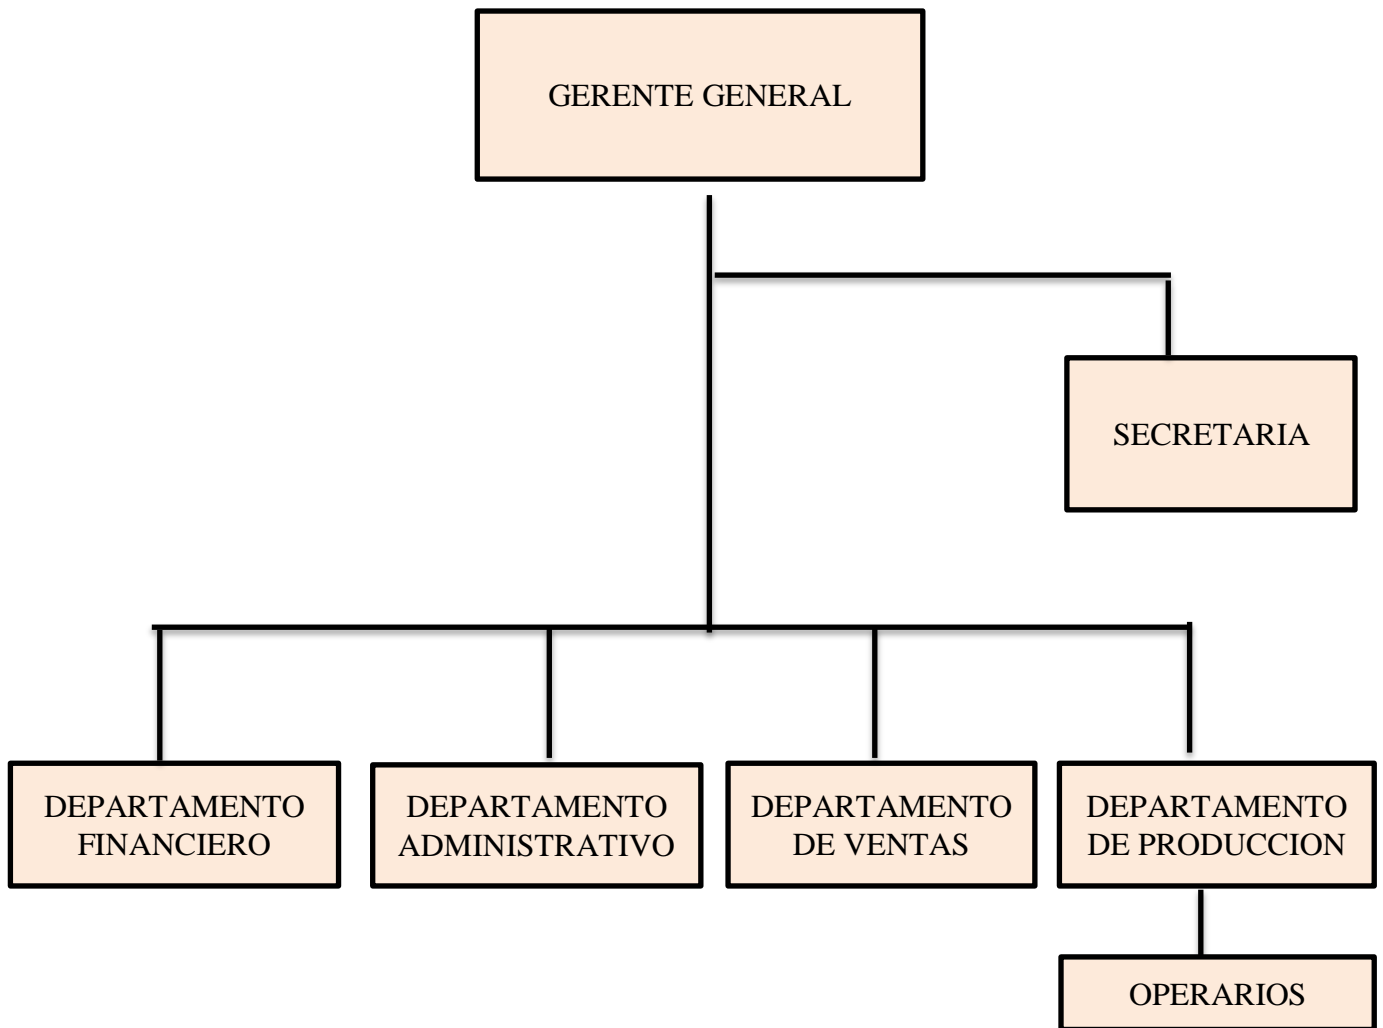 GERENTE GENERAL
SECRETARIA
DEPARTAMENTO
FINANCIERO
DEPARTAMENTO
ADMINISTRATIVO
DEPARTAMENTO
DE VENTAS
DEPARTAMENTO
DE PRODUCCION
OPERARIOS